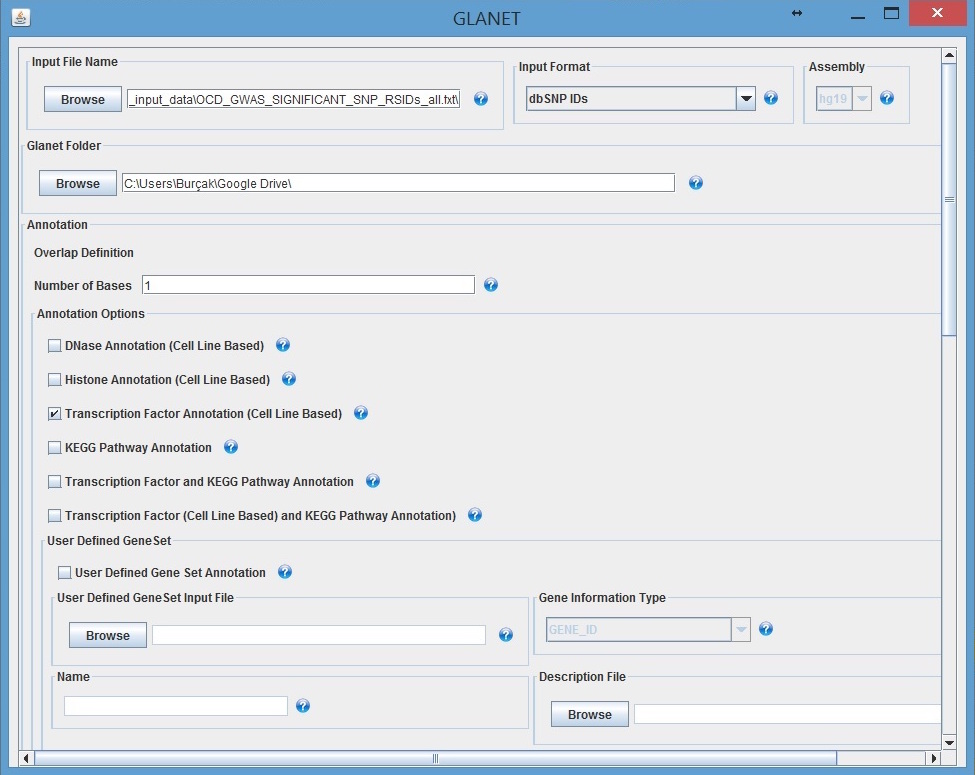 GLANET
Input File Name
Browse _input_data\OCD_GWAS_SIGNIFICANT_SNP_RSIDs_all.txt\
Input Format
dbSNP IDs
Assembly
hg19
Glanet Folder
Browse C:\Users\Burçak\Google Drive\
Annotation
Overlap Definition
Number of Bases 1
Annotation Options
DNase Annotation (Cell Line Based)
Histone Annotation (Cell Line Based)
Transcription Factor Annotation (Cell Line Based)
KEGG Pathway Annotation
Transcription Factor and KEGG Pathway Annotation
Transcription Factor (Cell Line Based) and KEGG Pathway Annotation)
User Defined GeneSet
User Defined Gene Set Annotation
User Defined GeneSet Input File
Browse
Gene Information Type
GENE_ID
Name
Description File
Browse